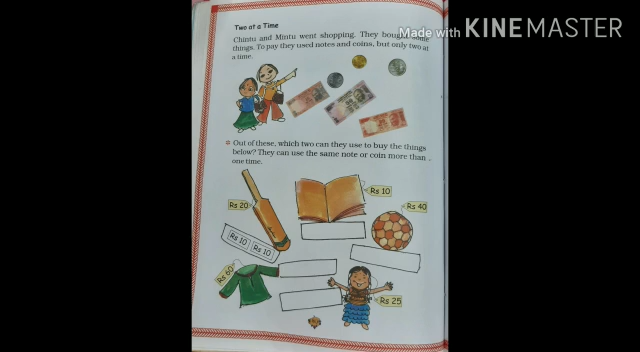 Made with KINEMASTER
Two at a Time
Chintu and Mintu went shopping. They bought some
things. To pay they used notes and coins, but only two at
a time.
Out of these, which two can they use to buy the things
below? They can use the same note or coin more than
one time.
Rs 10
Rs 20
Rs 40
Rs 10 Rs 10
Rs 60
Rs 25